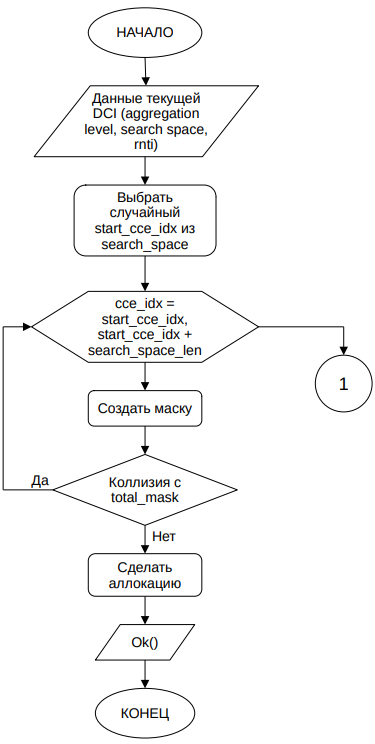 НАЧАЛО
Данные текущей
DCI (aggregation
level, search space,
rnti)
Выбрать
случайный
start_cce_idx из
search_space
cce_idx =
start_cce_idx,
start_cce_idx +
search_space_len
1
Создать маску
Коллизия с
total_mask
Да
Нет
Сделать
аллокацию
Ok()
КОНЕЦ